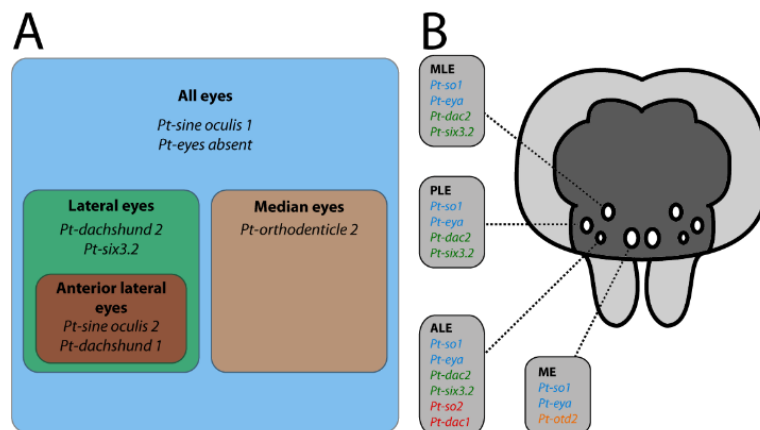 A
All eyes
Pt-sine oculis 1
Pt-eyes absent
Lateral eyes
Pt-dachshund 2
Pt-six3.2
Anterior lateral
eyes
Pt-sine oculis 2
Pt-dachshund 1
Median eyes
Pt-orthodenticle 2
B
MLE
Pt-so1
Pt-eya
Pt-dac2
Pt-six3.2
PLE
Pt-so1
Pt-eya
Pt-dac2
Pt-six3.2
ALE
Pt-so1
Pt-eya
Pt-dac2
Pt-six3.2
Pt-so2
Pt-dac1
ME
Pt-so1
Pt-eya
Pt-otd2